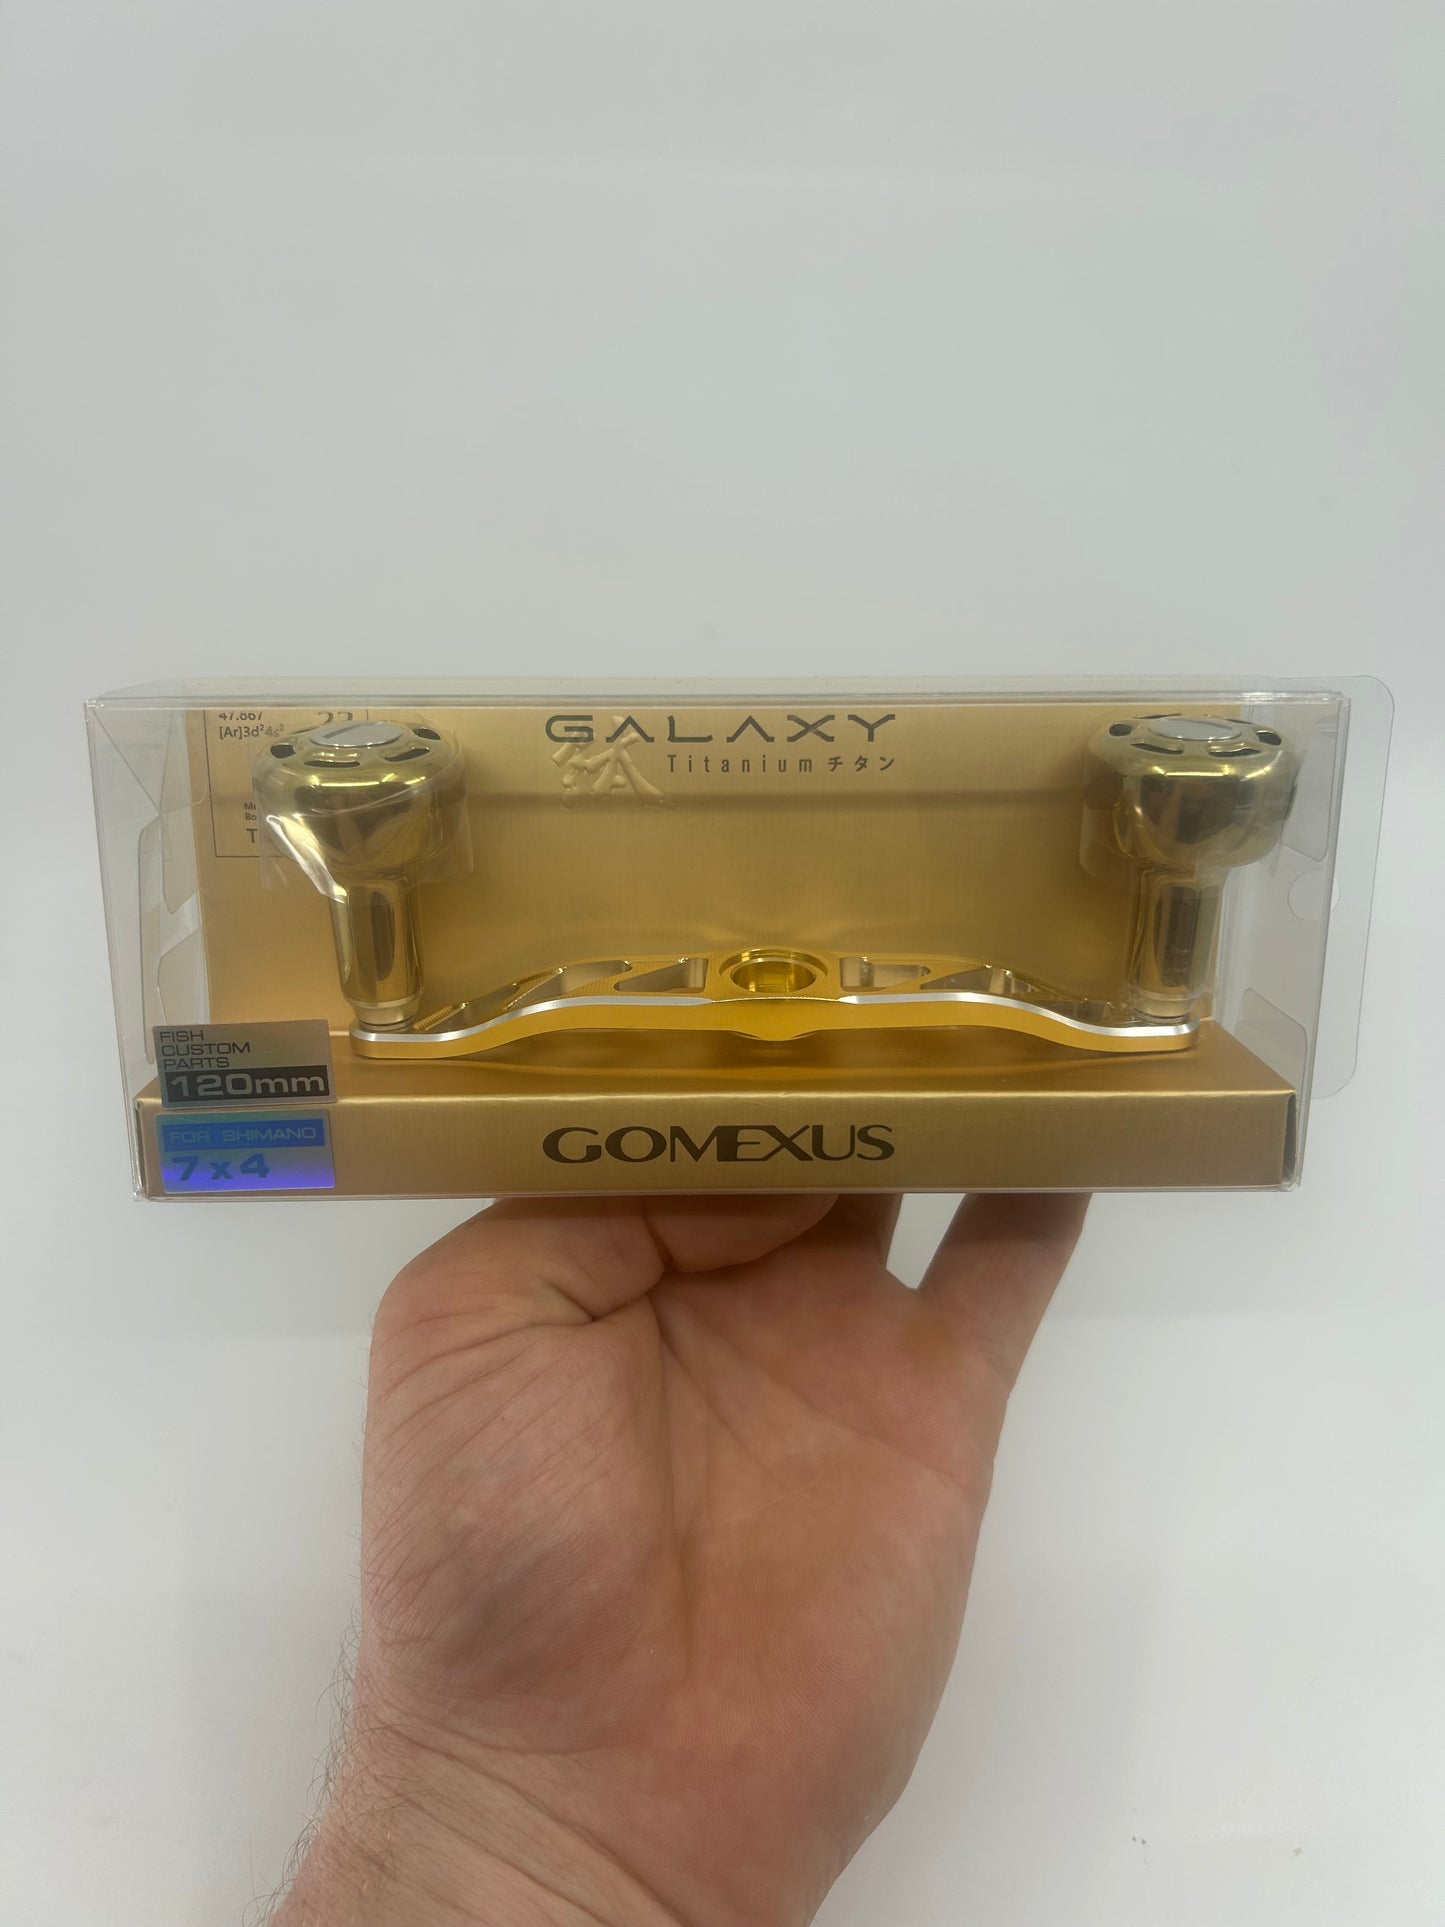 47.867 22
[Ar]3d²4s²
GALAXY
鈦
Titanium チタン
FISH
CUSTOM
PARTS
120mm
FOR SHIMANO
7 x 4
GOMEXUS